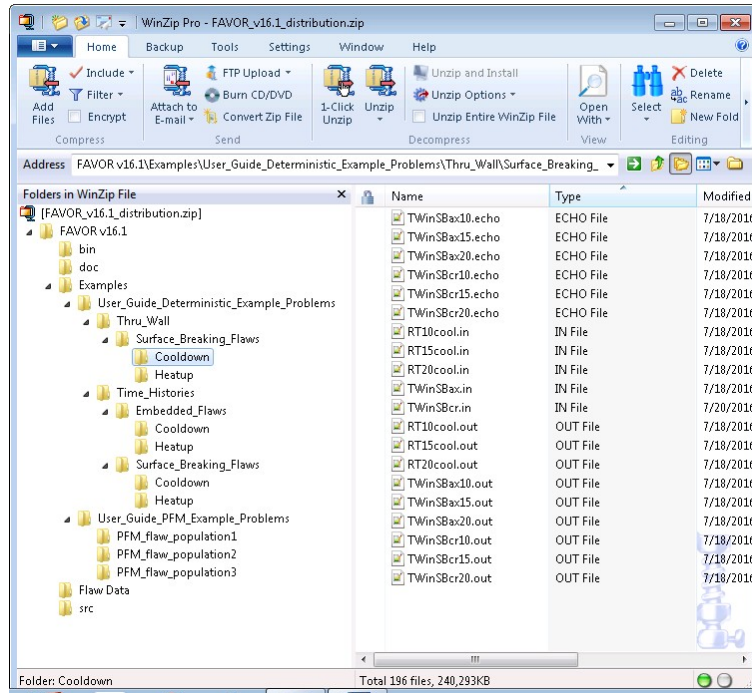 WinZip Pro - FAVOR_v16.1_distribution.zip
Home Backup Tools Settings Window Help
Add Files
Include
Filter
Encrypt
Compress
Attach to E-mail
FTP Upload
Burn CD/DVD
Convert Zip File
Send
1-Click Unzip
Unzip
Unzip and Install
Unzip Options
Unzip Entire WinZip File
Decompress
Open With
View
Select
Delete
Rename
New Fold
Editing
Address FAVOR v16.1\Examples\User_Guide_Deterministic_Example_Problems\Thru_Wall\Surface_Breaking_
Folders in WinZip File
[FAVOR_v16.1_distribution.zip]
FAVOR v16.1
bin
doc
Examples
User_Guide_Deterministic_Example_Problems
Thru_Wall
Surface_Breaking_Flaws
Cooldown
Heatup
Time_Histories
Embedded_Flaws
Cooldown
Heatup
Surface_Breaking_Flaws
Cooldown
Heatup
User_Guide_PFM_Example_Problems
PFM_flaw_population1
PFM_flaw_population2
PFM_flaw_population3
Flaw Data
src
Name Type Modified
TWinSBax10.echo ECHO File 7/18/2016
TWinSBax15.echo ECHO File 7/18/2016
TWinSBax20.echo ECHO File 7/18/2016
TWinSBcr10.echo ECHO File 7/18/2016
TWinSBcr15.echo ECHO File 7/18/2016
TWinSBcr20.echo ECHO File 7/18/2016
RT10cool.in IN File 7/18/2016
RT15cool.in IN File 7/18/2016
RT20cool.in IN File 7/18/2016
TWinSBax.in IN File 7/18/2016
TWinSBcr.in IN File 7/20/2016
RT10cool.out OUT File 7/18/2016
RT15cool.out OUT File 7/18/2016
RT20cool.out OUT File 7/18/2016
TWinSBax10.out OUT File 7/18/2016
TWinSBax15.out OUT File 7/18/2016
TWinSBax20.out OUT File 7/18/2016
TWinSBcr10.out OUT File 7/18/2016
TWinSBcr15.out OUT File 7/18/2016
TWinSBcr20.out OUT File 7/18/2016
Folder: Cooldown
Total 196 files, 240,293KB